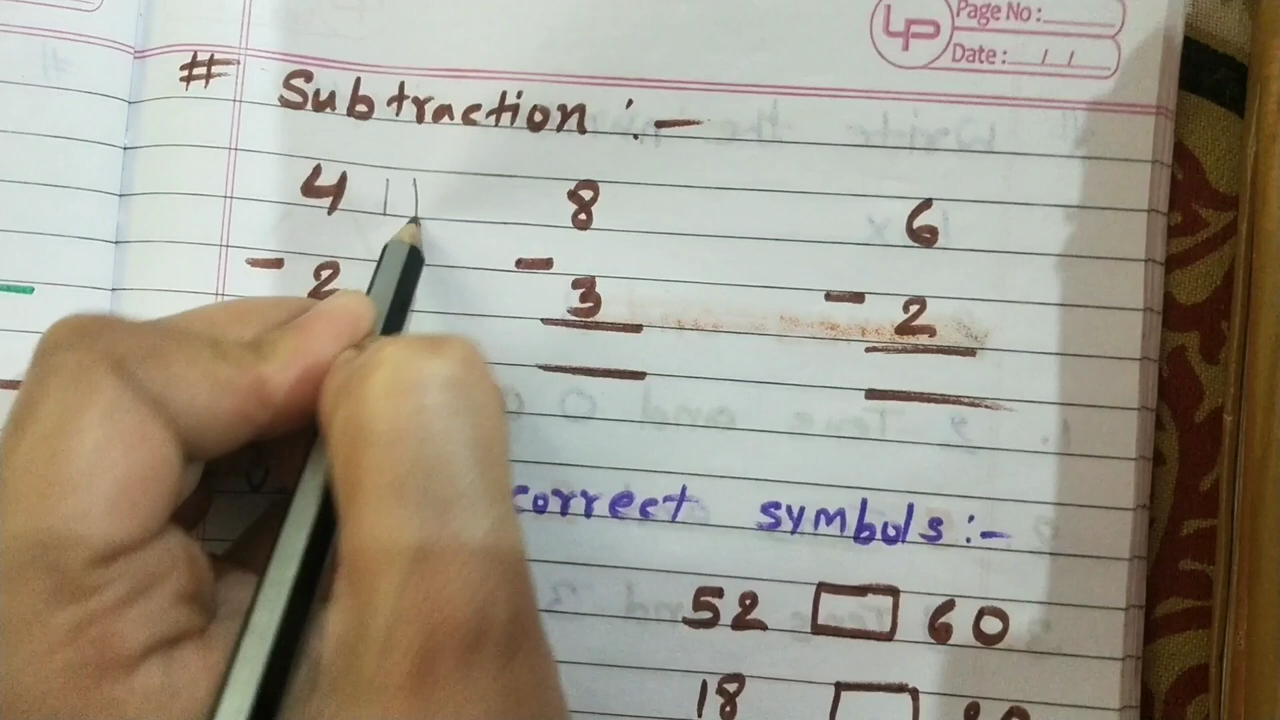 LP Page No:
Date: / /
# Subtraction :-
4 8 6
- 2 - 3 - 2
correct symbols:-
52 60
18